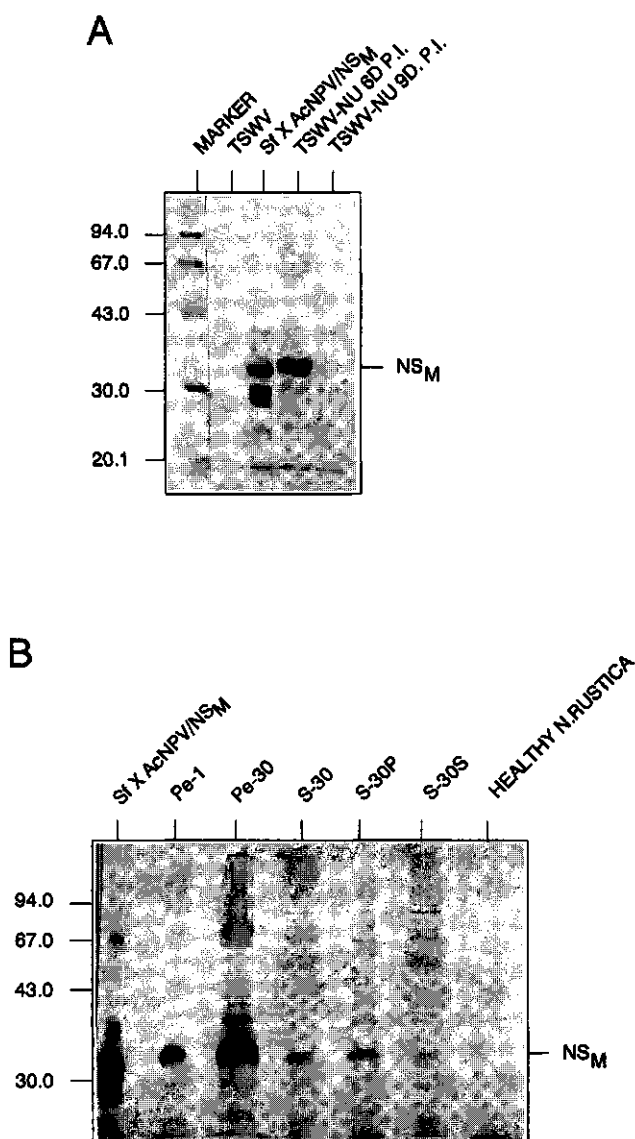 A
MARKER
TSWV
Sf X AcNPV/NSM
TSWV-NU 6D P.I.
TSWV-NU 9D. P.I.
94.0
67.0
43.0
NSM
30.0
20.1
B
Sf X AcNPV/NSM
Pe-1
Pe-30
S-30
S-30P
S-30S
HEALTHY N.RUSTICA
94.0
67.0
43.0
NSM
30.0